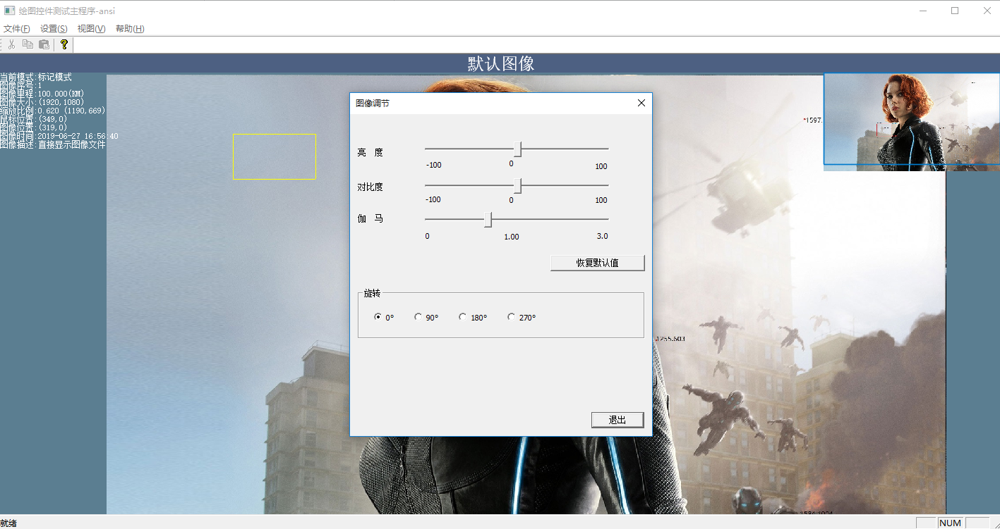 绘图控件测试主程序-ansi
文件(F) 设置(S) 视图(V) 帮助(H)
默认图像
当前模式:标记模式
图像序号:1
图像里程:100.000(KM)
图像大小:(1920,1080)
缩放比例:0.620 (1190,669)
鼠标位置:(349,0)
图像位置:(319,0)
图像时间:2019-06-27 16:56:40
图像描述:直接显示图像文件
*1597.
图像调节
亮 度
-100 0 100
对比度
-100 0 100
伽 马
0 1.00 3.0
恢复默认值
旋转
0° 90° 180° 270°
1255.603
退出
就绪
NUM